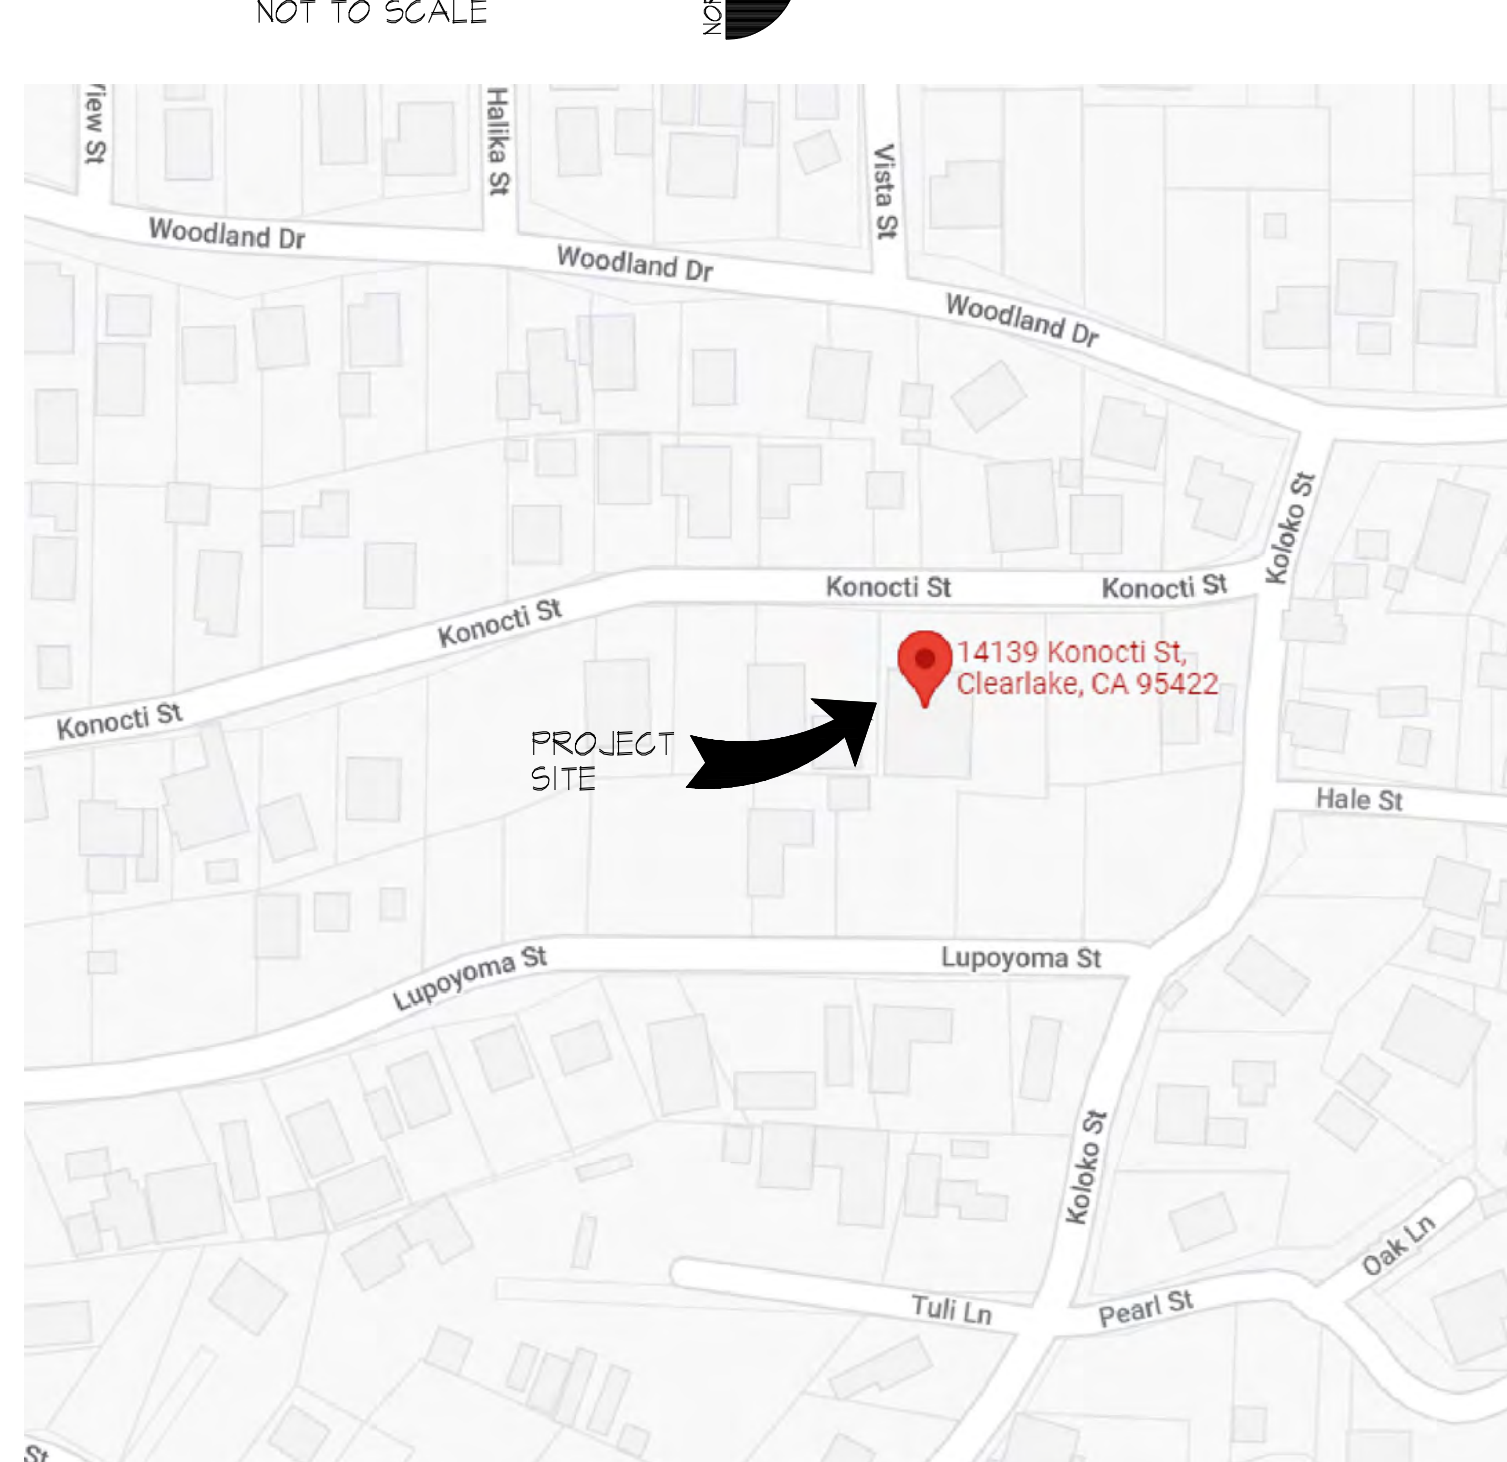 NOT TO SCALE
NOR
View St
Halika St
Vista St
Woodland Dr
Woodland Dr
Woodland Dr
Koloko St
Konocti St
Konocti St
Konocti St
Konocti St
14139 Konocti St,
Clearlake, CA 95422
PROJECT
SITE
Hale St
Lupoyoma St
Lupoyoma St
Koloko St
Oak Ln
Tuli Ln
Pearl St
St